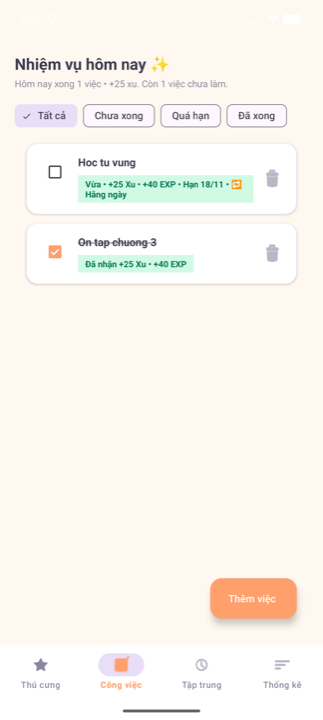 Nhiệm vụ hôm nay ✨
Hôm nay xong 1 việc • +25 xu. Còn 1 việc chưa làm.
✓ Tất cả
Chưa xong
Quá hạn
Đã xong
Hoc tu vung
Vừa • +25 Xu • +40 EXP • Hạn 18/11 • 🔁
Hằng ngày
On tap chuong 3
Đã nhận +25 Xu • +40 EXP
Thêm việc
Thú cưng
Công việc
Tập trung
Thống kê